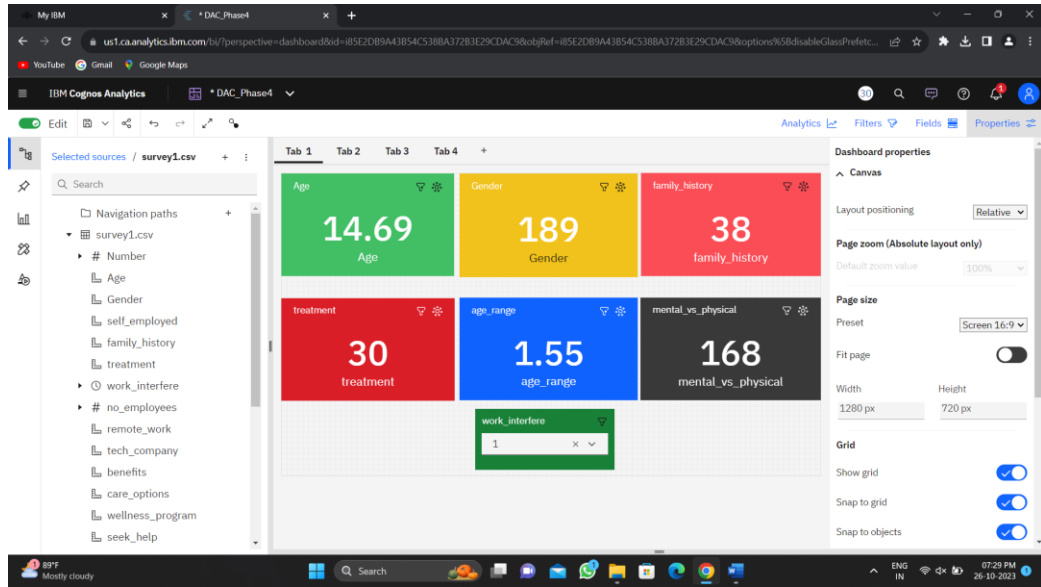 My IBM
* DAC_Phase4
us1.ca.analytics.ibm.com/bi/?perspective=dashboard&id=i85E2DB9A43B54C538BA372B3E29CDAC9&objRef=i85E2DB9A43B54C538BA372B3E29CDAC9&options%5BdisableGlassPrefetc...
YouTube Gmail Google Maps
IBM Cognos Analytics
* DAC_Phase4
30
Edit
Analytics Filters Fields Properties
Selected sources / survey1.csv
Search
Navigation paths
survey1.csv
# Number
Age
Gender
self_employed
family_history
treatment
work_interfere
# no_employees
remote_work
tech_company
benefits
care_options
wellness_program
seek_help
Tab 1 Tab 2 Tab 3 Tab 4 +
Age
14.69
Age
Gender
189
Gender
family_history
38
family_history
treatment
30
treatment
age_range
1.55
age_range
mental_vs_physical
168
mental_vs_physical
work_interfere
1
Dashboard properties
Canvas
Layout positioning
Relative
Page zoom (Absolute layout only)
Default zoom value
100%
Page size
Preset
Screen 16:9
Fit page
Width Height
1280 px 720 px
Grid
Show grid
Snap to grid
Snap to objects
1
89°F
Mostly cloudy
Search
ENG
IN
07:29 PM
26-10-2023
1